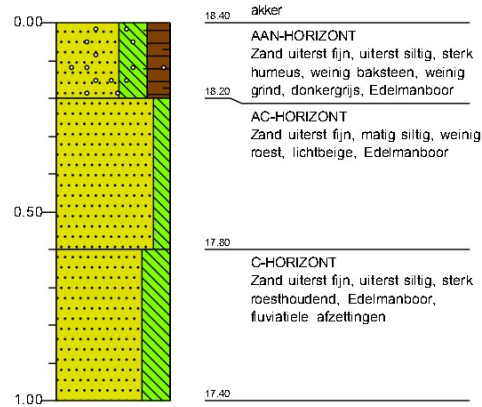 akker
0.00
18.40
AAN-HORIZONT
Zand uiterst fijn, uiterst siltig, sterk
humeus, weinig baksteen, weinig
grind, donkergrijs, Edelmanboor
18.20
AC-HORIZONT
Zand uiterst fijn, matig siltig, weinig
roest, lichtbeige, Edelmanboor
0.50
17.80
C-HORIZONT
Zand uiterst fijn, uiterst siltig, sterk
roesthoudend, Edelmanboor,
fluviatiele afzettingen
1.00
17.40